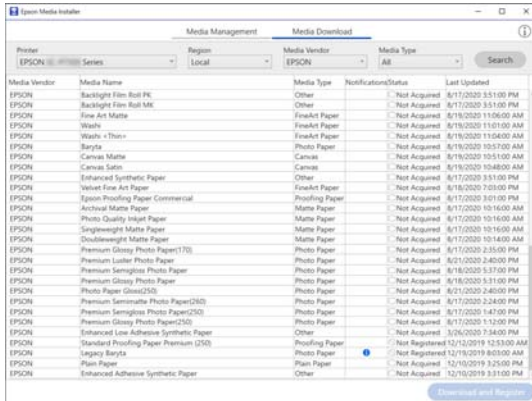 Epson Media Installer
Media Management Media Download
Printer Region Media Vendor Media Type
EPSON Series Local EPSON All Search
Media Vendor Media Name Media Type Notifications Status Last Updated
EPSON Backlight Film Roll PK Other Not Acquired 8/17/2020 3:51:00 PM
EPSON Backlight Film Roll MK Other Not Acquired 8/17/2020 3:51:00 PM
EPSON Fine Art Matte FineArt Paper Not Acquired 8/19/2020 11:06:00 AM
EPSON Washi FineArt Paper Not Acquired 8/19/2020 11:01:00 AM
EPSON Washi <Thin> FineArt Paper Not Acquired 8/19/2020 11:04:00 AM
EPSON Baryta Photo Paper Not Acquired 8/19/2020 10:57:00 AM
EPSON Canvas Matte Canvas Not Acquired 8/19/2020 10:51:00 AM
EPSON Canvas Satin Canvas Not Acquired 8/19/2020 10:48:00 AM
EPSON Enhanced Synthetic Paper Other Not Acquired 8/17/2020 3:51:00 PM
EPSON Velvet Fine Art Paper FineArt Paper Not Acquired 8/18/2020 7:03:00 PM
EPSON Epson Proofing Paper Commercial Proofing Paper Not Acquired 8/17/2020 3:01:00 PM
EPSON Archival Matte Paper Matte Paper Not Acquired 8/17/2020 10:16:00 AM
EPSON Photo Quality Inkjet Paper Matte Paper Not Acquired 8/17/2020 10:16:00 AM
EPSON Singleweight Matte Paper Matte Paper Not Acquired 8/17/2020 10:16:00 AM
EPSON Doubleweight Matte Paper Matte Paper Not Acquired 8/17/2020 10:14:00 AM
EPSON Premium Glossy Photo Paper(170) Photo Paper Not Acquired 8/17/2020 2:35:00 PM
EPSON Premium Luster Photo Paper Photo Paper Not Acquired 8/21/2020 2:40:00 PM
EPSON Premium Semigloss Photo Paper Photo Paper Not Acquired 8/18/2020 5:37:00 PM
EPSON Premium Glossy Photo Paper Photo Paper Not Acquired 8/18/2020 5:31:00 PM
EPSON Photo Paper Gloss(250) Photo Paper Not Acquired 8/21/2020 2:40:00 PM
EPSON Premium Semimatte Photo Paper(260) Photo Paper Not Acquired 8/17/2020 2:24:00 PM
EPSON Premium Semigloss Photo Paper(250) Photo Paper Not Acquired 8/17/2020 1:47:00 PM
EPSON Premium Glossy Photo Paper(250) Photo Paper Not Acquired 8/17/2020 1:12:00 PM
EPSON Enhanced Low Adhesive Synthetic Paper Other Not Acquired 3/26/2020 7:34:00 PM
EPSON Standard Proofing Paper Premium (250) Proofing Paper Not Registered 12/12/2019 12:53:00 AM
EPSON Legacy Baryta Photo Paper Not Registered 12/19/2019 8:03:00 AM
EPSON Plain Paper Plain Paper Not Acquired 12/10/2019 3:25:00 PM
EPSON Enhanced Adhesive Synthetic Paper Other Not Acquired 12/10/2019 3:31:00 PM
Download and Register